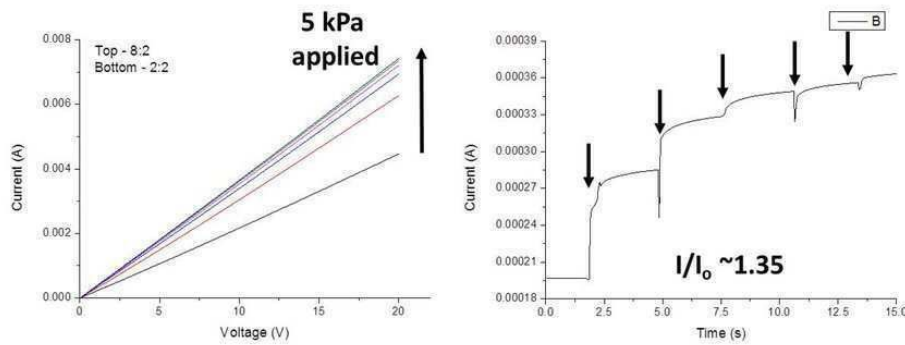 Top - 8:2
Bottom - 2:2
5 kPa
applied
Current (A)
0.008
0.006
0.004
0.002
0.000
0
5
10
15
20
Voltage (V)
B
Current (A)
0.00039
0.00036
0.00033
0.00030
0.00027
0.00024
0.00021
0.00018
I/Io ~1.35
0.0
2.5
5.0
7.5
10.0
12.5
15.0
Time (s)